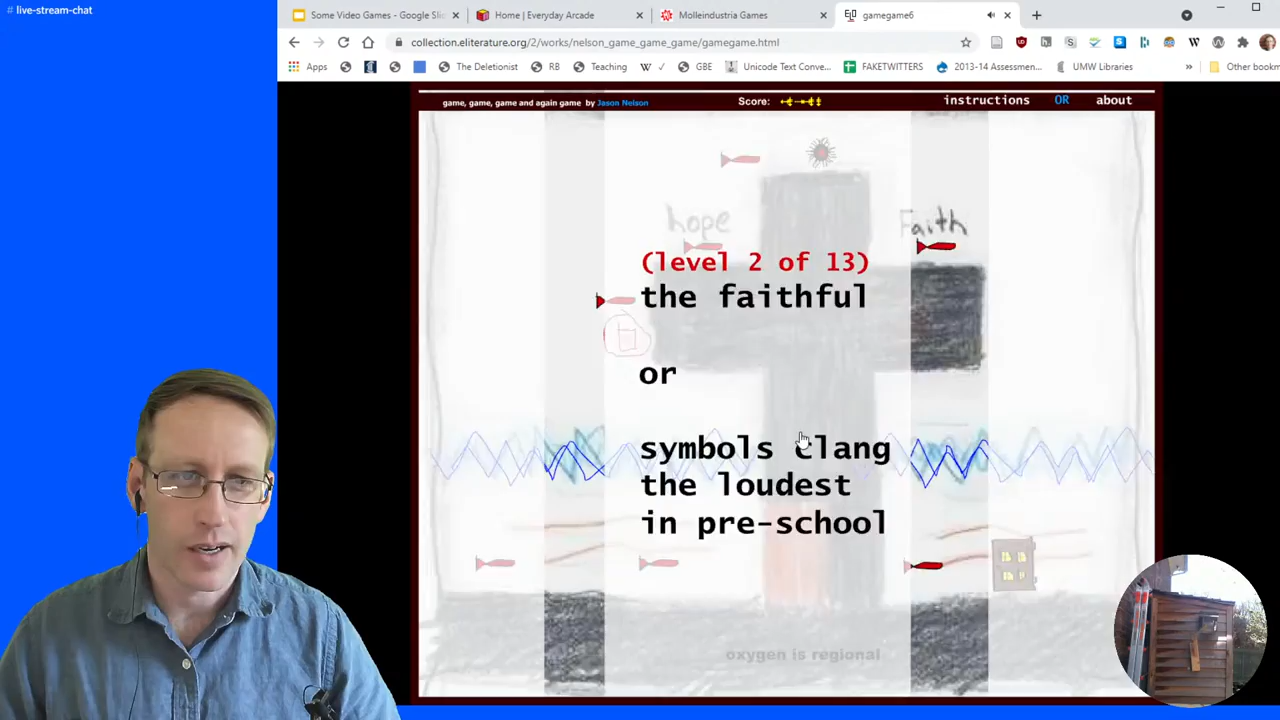 # live-stream-chat
Some Video Games - Google Slic
Home | Everyday Arcade
Molleindustria Games
gamegame6
collection.eliterature.org/2/works/nelson_game_game_game/gamegame.html
Apps
The Deletionist
RB
Teaching
W
GBE
Unicode Text Conve...
FAKETWITTERS
2013-14 Assessmen...
UMW Libraries
Other bookm
game, game, game and again game by Jason Nelson
Score:
instructions OR about
hope
Faith
(level 2 of 13)
the faithful
or
symbols clang
the loudest
in pre-school
oxygen is regional